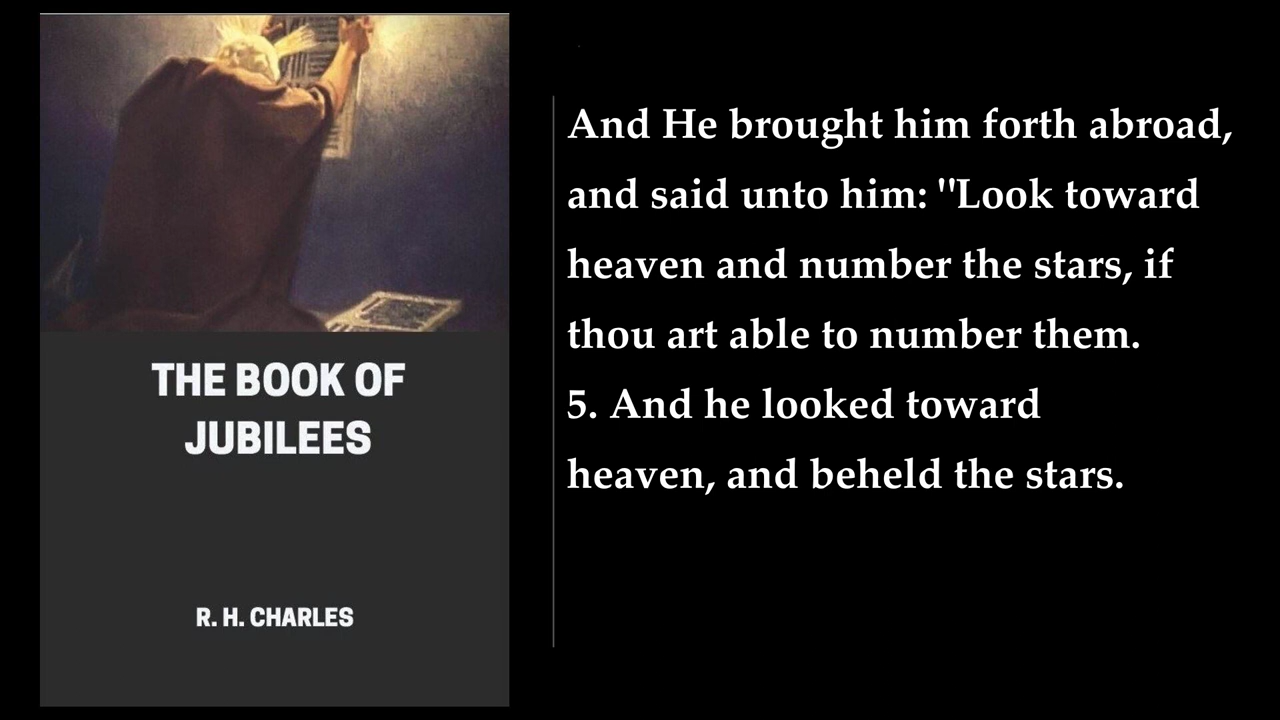 THE BOOK OF
JUBILEES
R. H. CHARLES
And He brought him forth abroad,
and said unto him: "Look toward
heaven and number the stars, if
thou art able to number them.
5. And he looked toward
heaven, and beheld the stars.